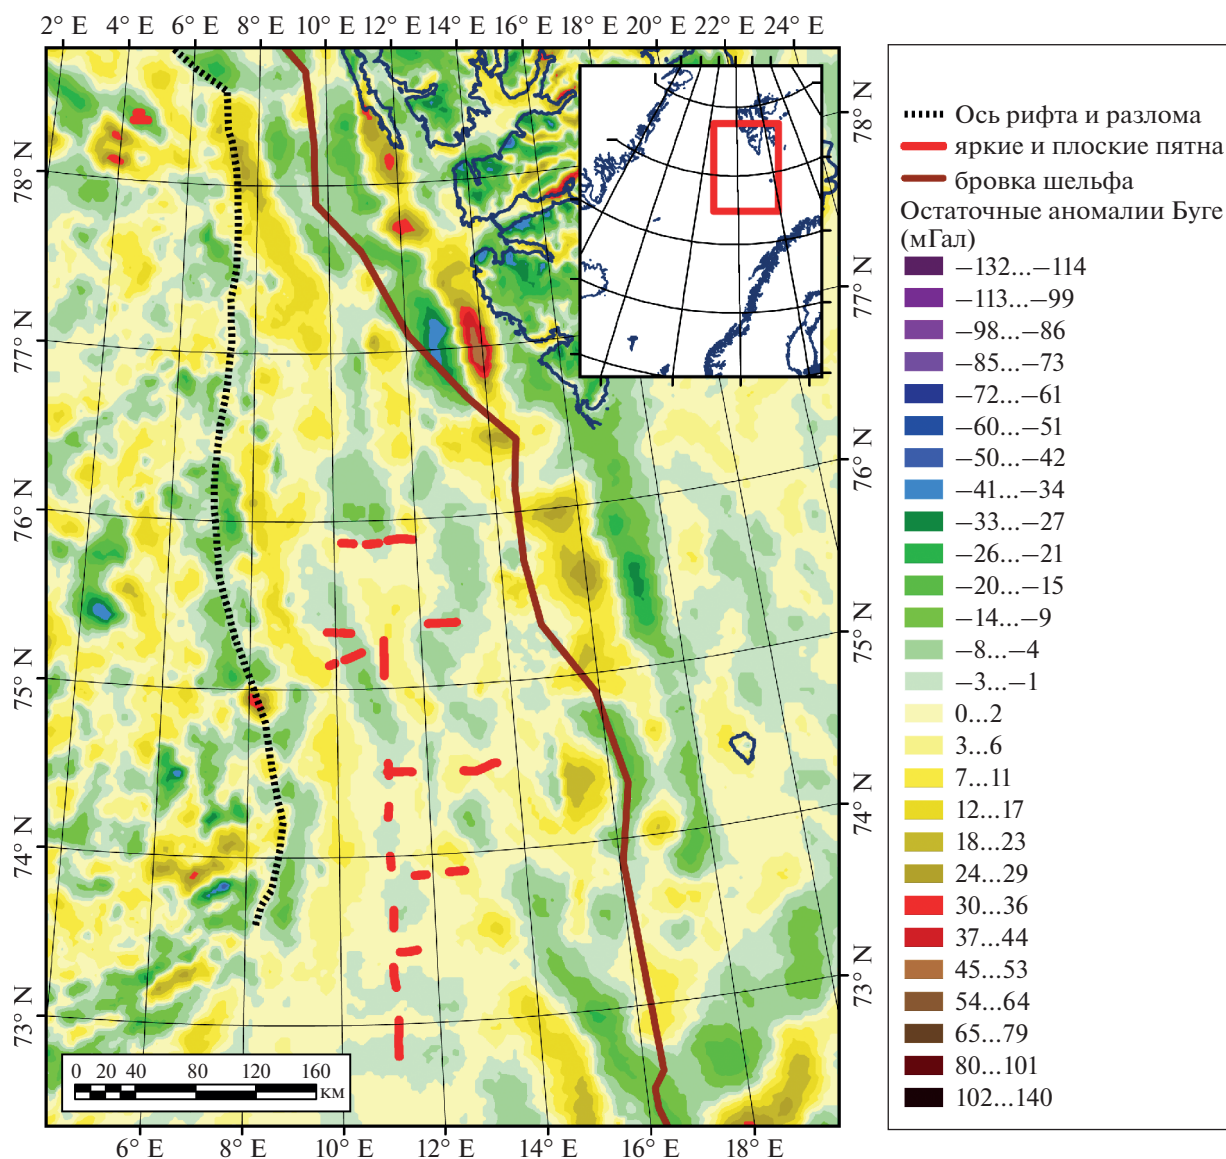 2° E 4° E 6° E 8° E 10° E 12° E 14° E 16° E 18° E 20° E 22° E 24° E
78° N
77° N
76° N
75° N
74° N
73° N
78° N
77° N
76° N
75° N
74° N
73° N
0 20 40 80 120 160
КМ
6° E 8° E 10° E 12° E 14° E 16° E 18° E
Ось рифта и разлома
яркие и плоские пятна
бровка шельфа
Остаточные аномалии Буге
(мГал)
−132...−114
−113...−99
−98...−86
−85...−73
−72...−61
−60...−51
−50...−42
−41...−34
−33...−27
−26...−21
−20...−15
−14...−9
−8...−4
−3...−1
0...2
3...6
7...11
12...17
18...23
24...29
30...36
37...44
45...53
54...64
65...79
80...101
102...140